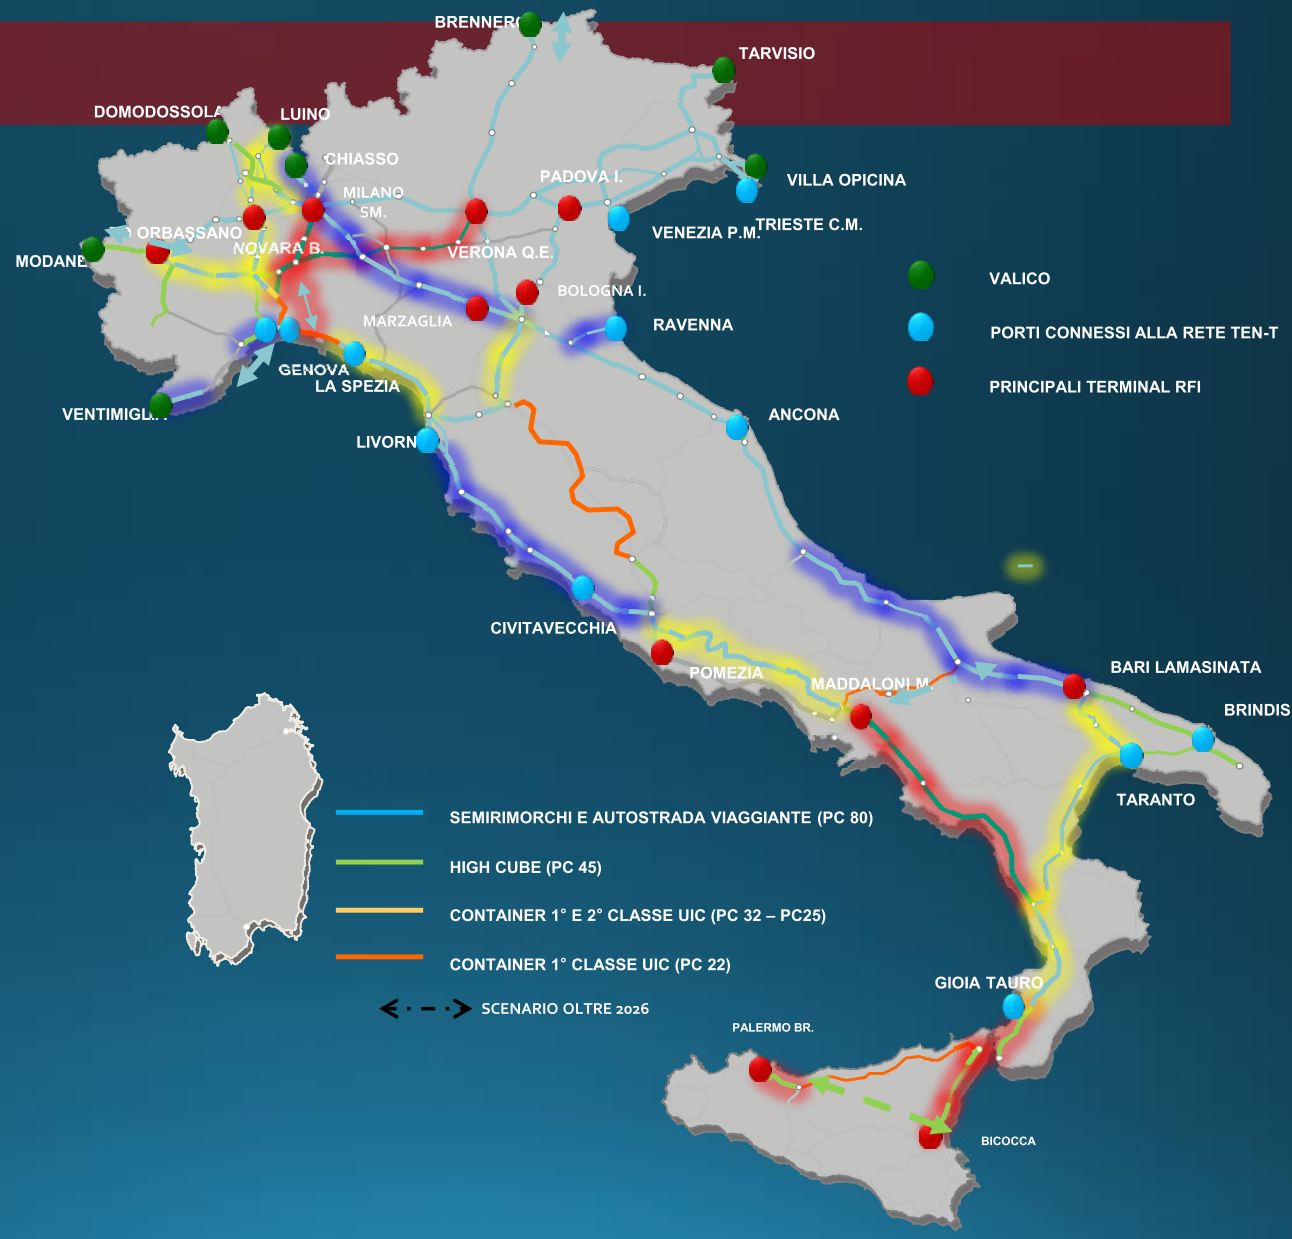 BRENNERO
TARVISIO
DOMODOSSOLA
LUINO
CHIASSO
PADOVA I.
VILLA OPICINA
MILANO
SM.
TRIESTE C.M.
VENEZIA P.M.
ORBASSANO
NOVARA B.
VERONA Q.E.
MODANE
VALICO
BOLOGNA I.
MARZAGLIA
RAVENNA
PORTI CONNESSI ALLA RETE TEN-T
GENOVA
LA SPEZIA
PRINCIPALI TERMINAL RFI
VENTIMIGLIA
ANCONA
LIVORN
CIVITAVECCHIA
POMEZIA
MADDALONI M.
BARI LAMASINATA
BRINDIS
TARANTO
SEMIRIMORCHI E AUTOSTRADA VIAGGIANTE (PC 80)
HIGH CUBE (PC 45)
CONTAINER 1° E 2° CLASSE UIC (PC 32 – PC25)
CONTAINER 1° CLASSE UIC (PC 22)
GIOIA TAURO
SCENARIO OLTRE 2026
PALERMO BR.
BICOCCA